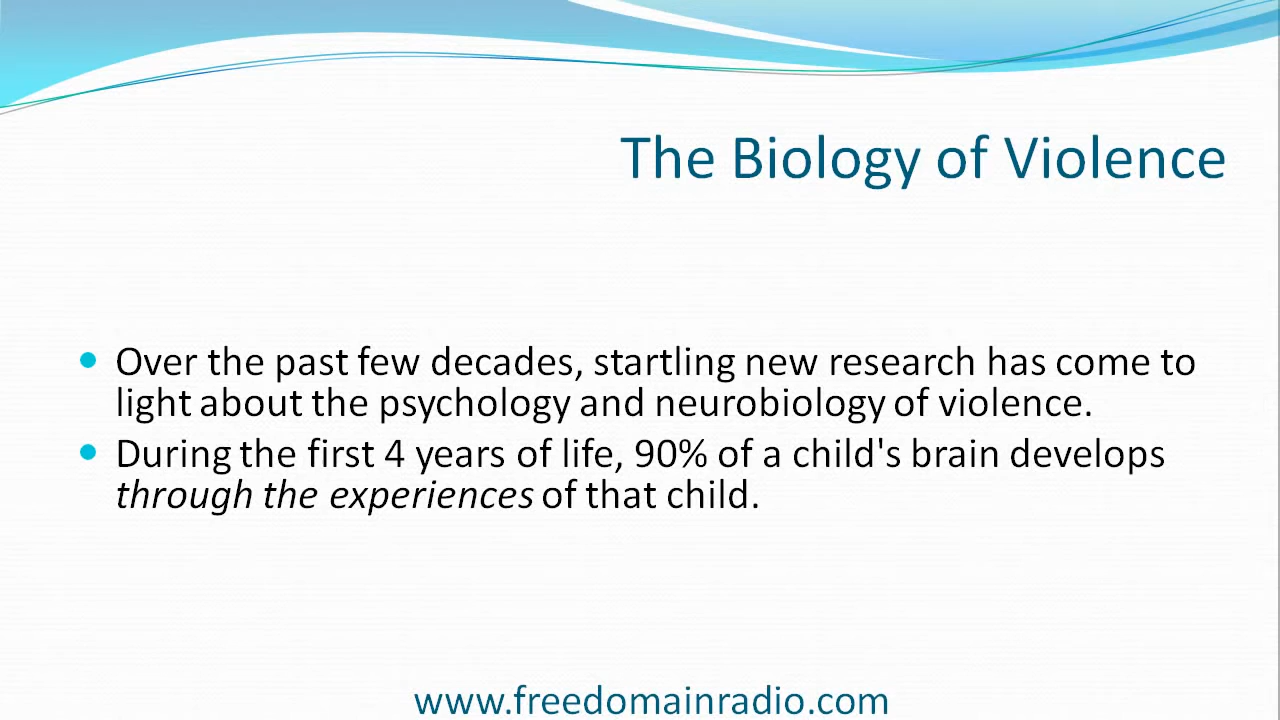 The Biology of Violence
Over the past few decades, startling new research has come to
light about the psychology and neurobiology of violence.
During the first 4 years of life, 90% of a child's brain develops
through the experiences of that child.
www.freedomainradio.com